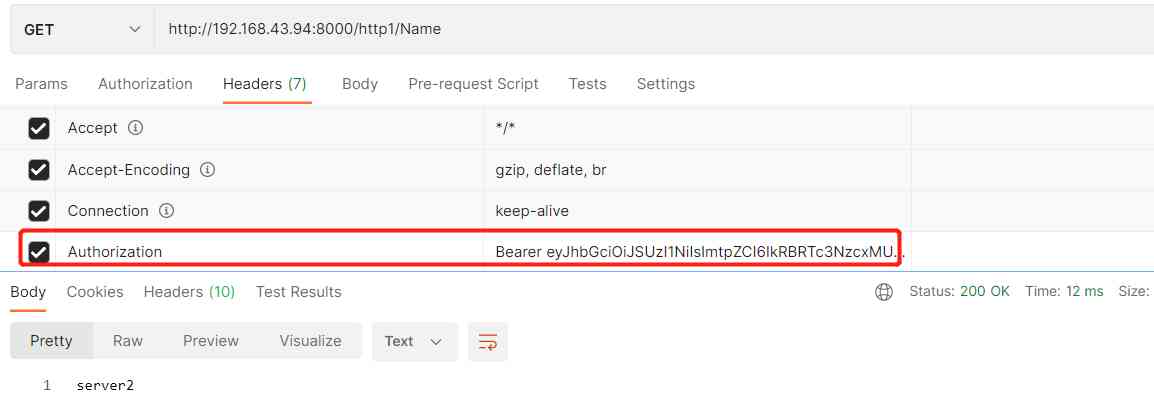 GET http://192.168.43.94:8000/http1/Name
Params Authorization Headers (7) Body Pre-request Script Tests Settings
Accept */*
Accept-Encoding gzip, deflate, br
Connection keep-alive
Authorization Bearer eyJhbGciOiJSUzI1NiIsImtpZCI6IkRBRTc3NzcxMU...
Body Cookies Headers (10) Test Results Status: 200 OK Time: 12 ms Size:
Pretty Raw Preview Visualize Text
1 server2